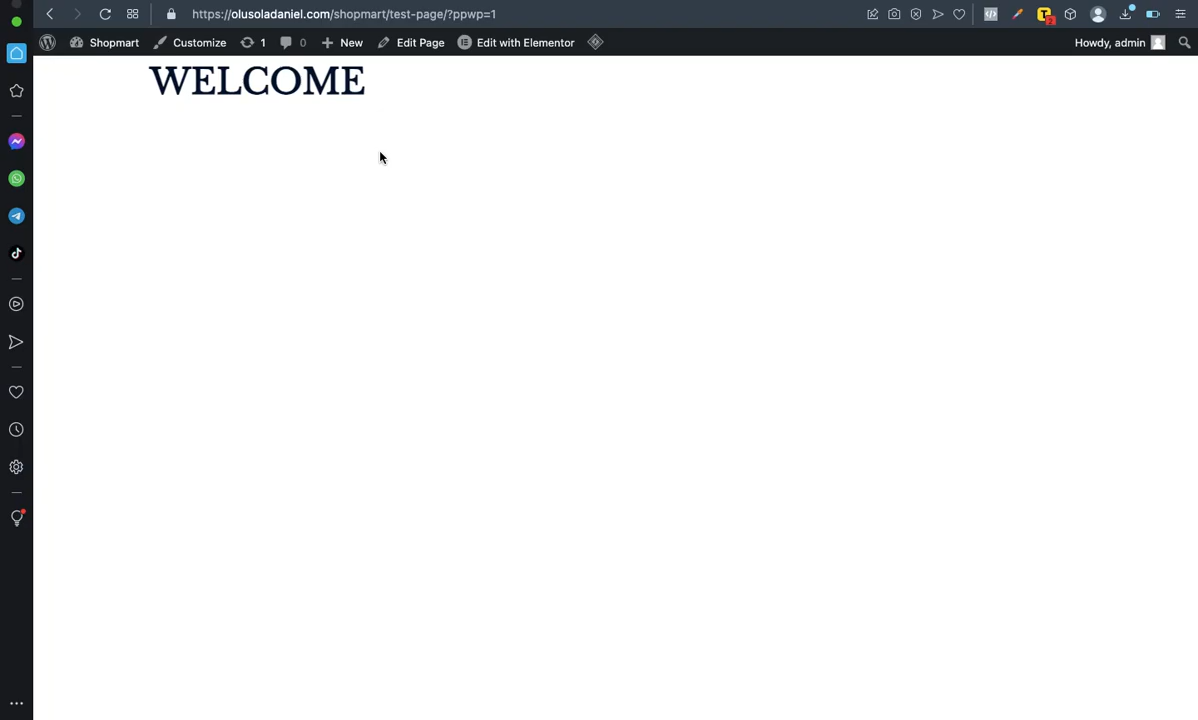 https://olusoladaniel.com/shopmart/test-page/?ppwp=1
T 2
Shopmart Customize 1 0 New Edit Page Edit with Elementor Howdy, admin
WELCOME